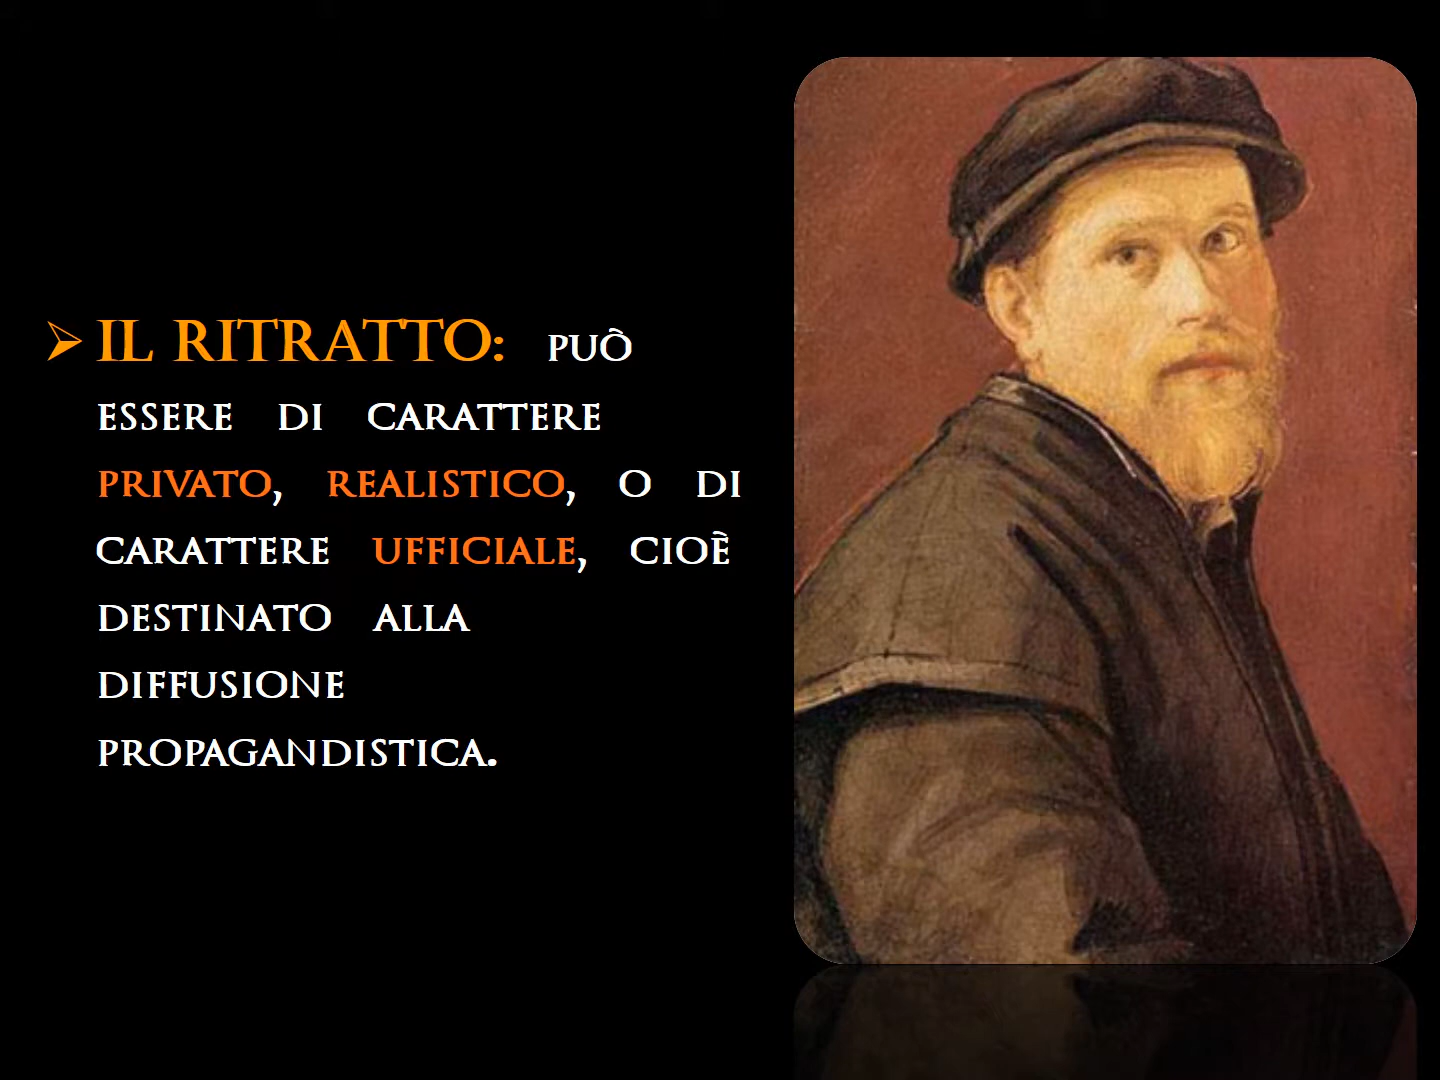 IL RITRATTO: PUÒ
ESSERE DI CARATTERE
PRIVATO, REALISTICO, O DI
CARATTERE UFFICIALE, CIOÈ
DESTINATO ALLA
DIFFUSIONE
PROPAGANDISTICA.